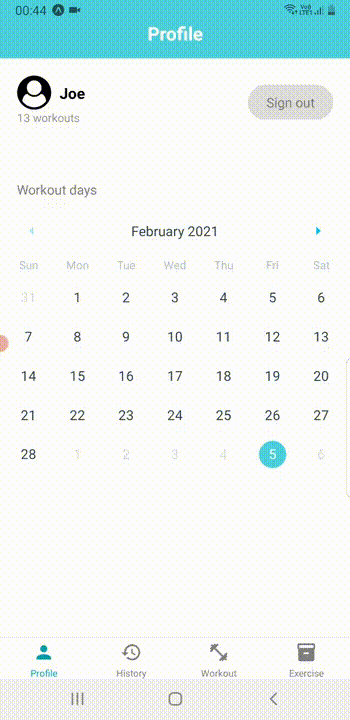 00:44
Vo)) LTE1
Profile
Joe
13 workouts
Sign out
Workout days
February 2021
Sun Mon Tue Wed Thu Fri Sat
31 1 2 3 4 5 6
7 8 9 10 11 12 13
14 15 16 17 18 19 20
21 22 23 24 25 26 27
28 1 2 3 4 5 6
Profile History Workout Exercise